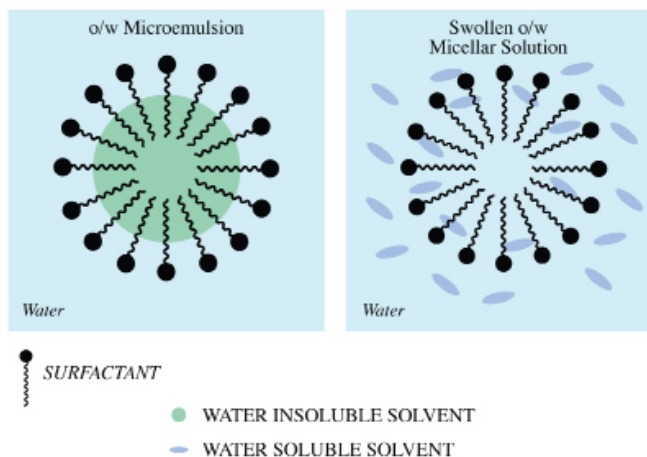 o/w Microemulsion
Swollen o/w
Micellar Solution
Water
Water
SURFACTANT
WATER INSOLUBLE SOLVENT
WATER SOLUBLE SOLVENT